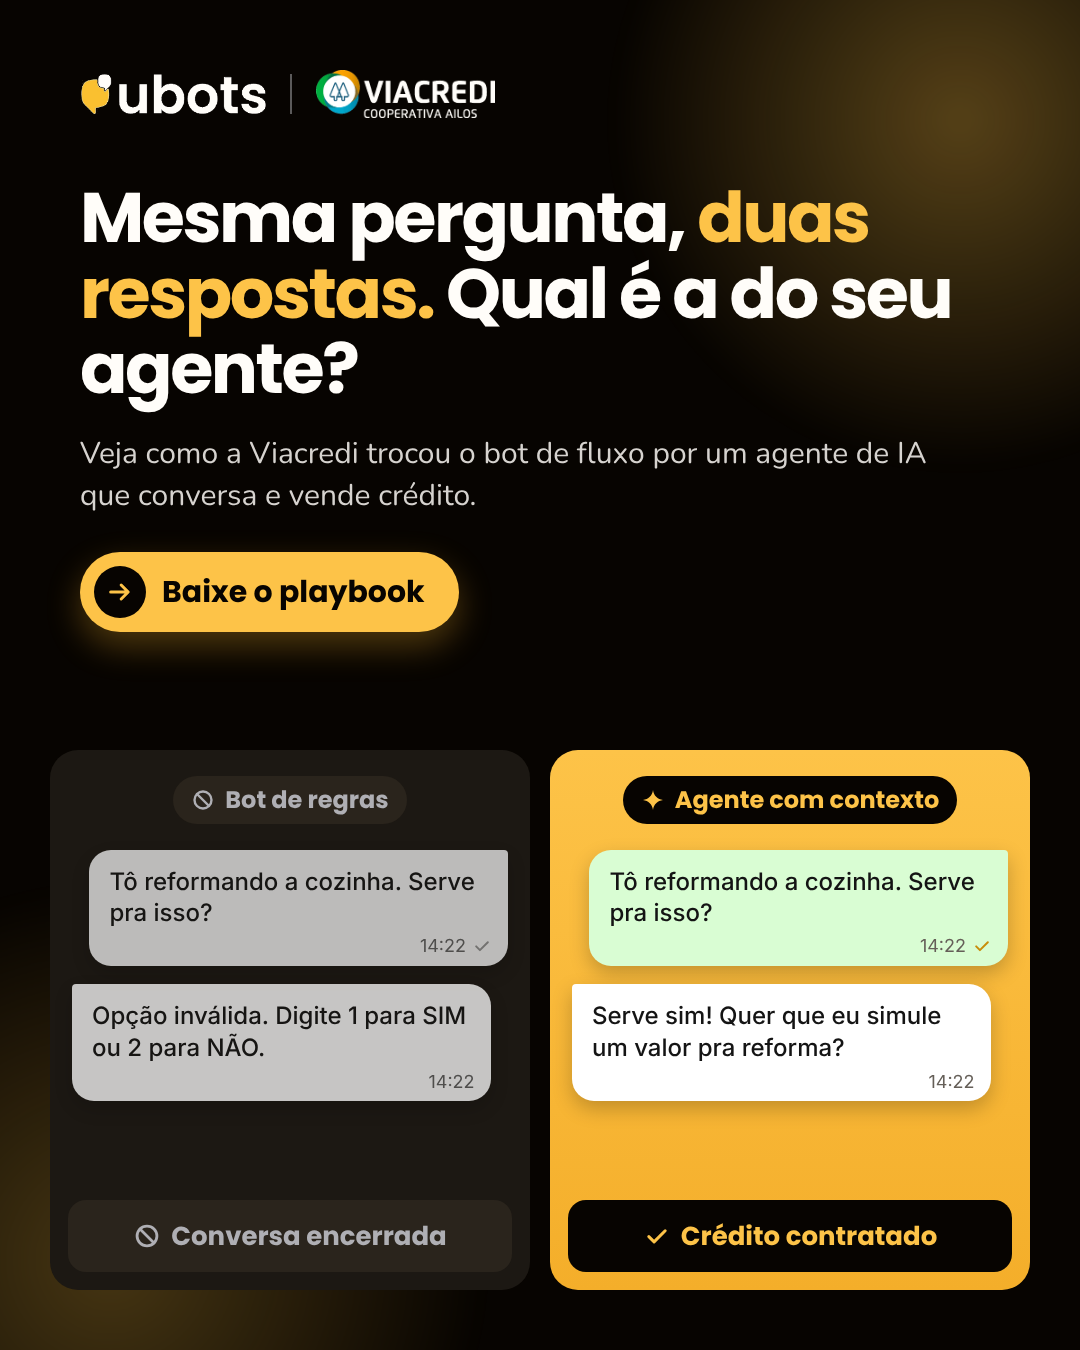 ubots
VIACREDI
COOPERATIVA AILOS
Mesma pergunta, duas
respostas. Qual é a do seu
agente?
Veja como a Viacredi trocou o bot de fluxo por um agente de IA
que conversa e vende crédito.
Baixe o playbook
Bot de regras
Tô reformando a cozinha. Serve
pra isso?
14:22
Opção inválida. Digite 1 para SIM
ou 2 para NÃO.
14:22
Conversa encerrada
Agente com contexto
Tô reformando a cozinha. Serve
pra isso?
14:22
Serve sim! Quer que eu simule
um valor pra reforma?
14:22
Crédito contratado